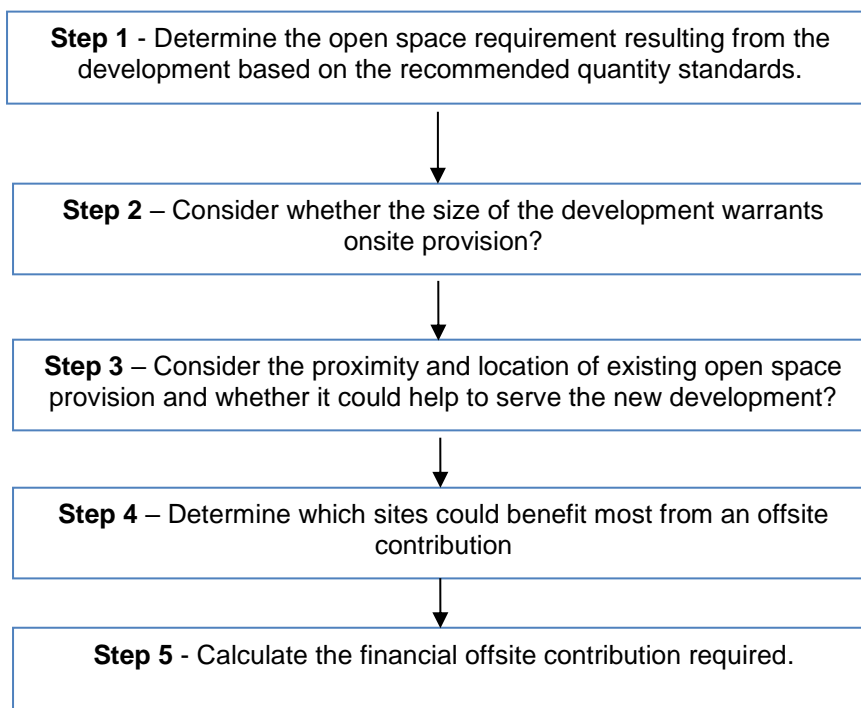 Step 1 - Determine the open space requirement resulting from the
development based on the recommended quantity standards.
Step 2 – Consider whether the size of the development warrants
onsite provision?
Step 3 – Consider the proximity and location of existing open space
provision and whether it could help to serve the new development?
Step 4 – Determine which sites could benefit most from an offsite
contribution
Step 5 - Calculate the financial offsite contribution required.